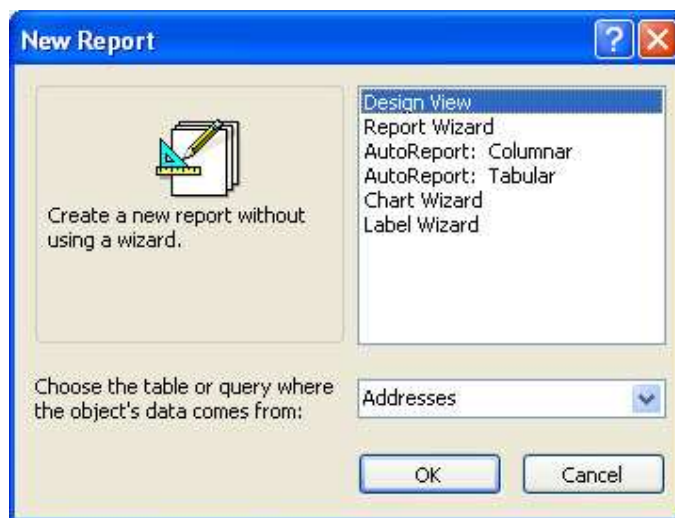 New Report
?
Create a new report without
using a wizard.
Design View
Report Wizard
AutoReport: Columnar
AutoReport: Tabular
Chart Wizard
Label Wizard
Choose the table or query where
the object's data comes from:
Addresses
OK
Cancel